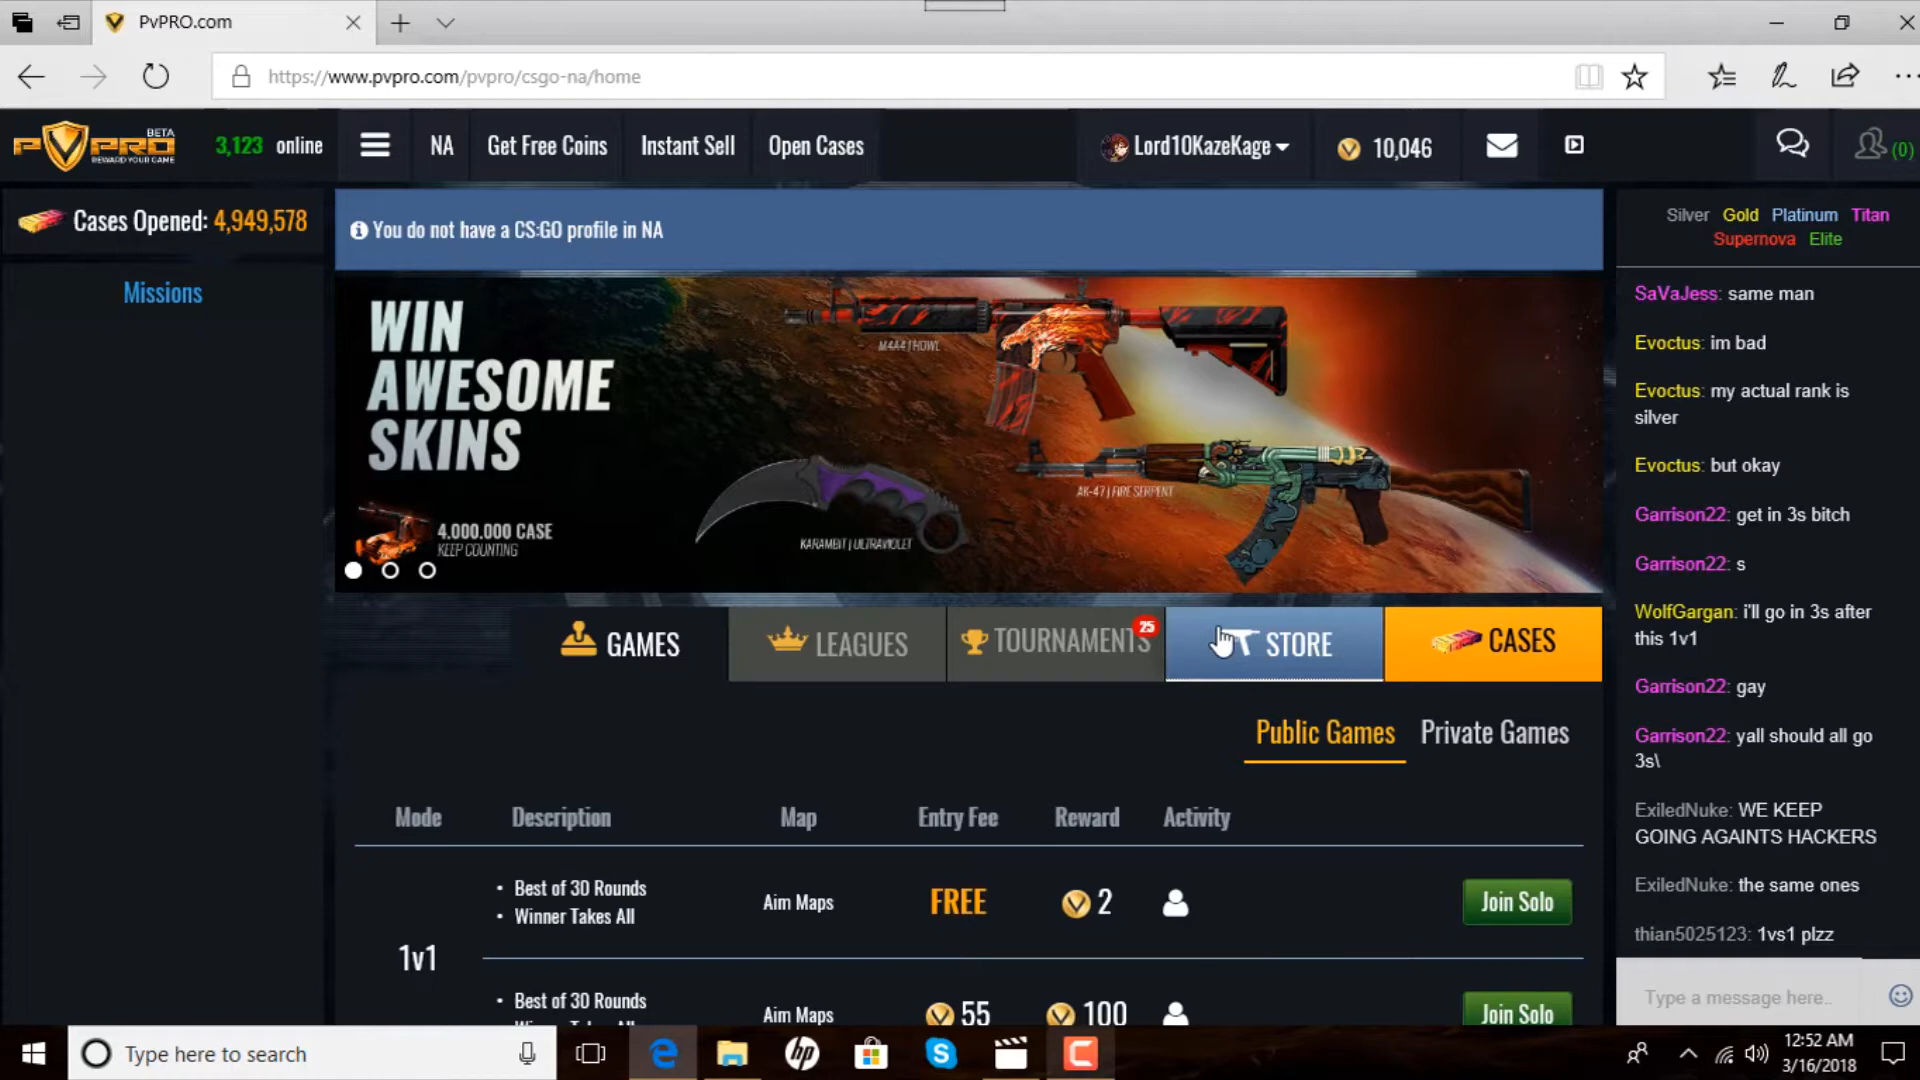 PvPRO.com
https://www.pvpro.com/pvpro/csgo-na/home
PVPRO BETA
REWARD YOUR GAME
3,123 online
NA
Get Free Coins
Instant Sell
Open Cases
Lord10KazeKage
10,046
(0)
Cases Opened: 4,949,578
Missions
You do not have a CS:GO profile in NA
WIN
AWESOME
SKINS
M4A4 | HOWL
AK-47 | FIRE SERPENT
KARAMBIT | ULTRAVIOLET
4.000.000 CASE
KEEP COUNTING
GAMES
LEAGUES
TOURNAMENTS
25
STORE
CASES
Public Games
Private Games
Mode Description Map Entry Fee Reward Activity
1v1
• Best of 30 Rounds
• Winner Takes All
Aim Maps
FREE
2
Join Solo
• Best of 30 Rounds
Aim Maps
55
100
Join Solo
Silver Gold Platinum Titan
Supernova Elite
SaVaJess: same man
Evoctus: im bad
Evoctus: my actual rank is
silver
Evoctus: but okay
Garrison22: get in 3s bitch
Garrison22: s
WolfGargan: i'll go in 3s after
this 1v1
Garrison22: gay
Garrison22: yall should all go
3s\
ExiledNuke: WE KEEP
GOING AGAINTS HACKERS
ExiledNuke: the same ones
thian5025123: 1vs1 plzz
Type a message here..
Type here to search
hp
12:52 AM
3/16/2018